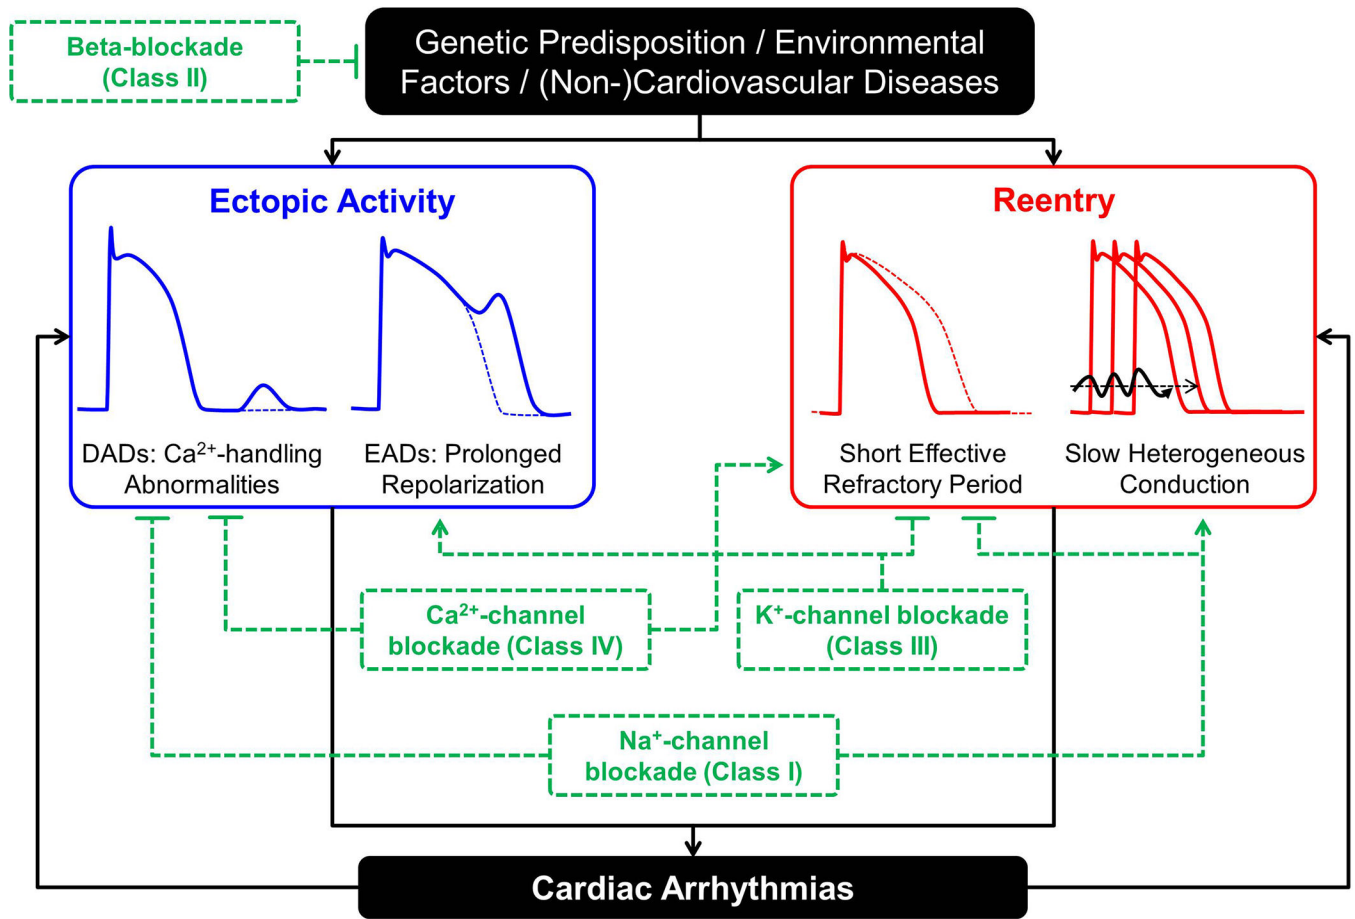 Beta-blockade
(Class II)
Genetic Predisposition / Environmental
Factors / (Non-)Cardiovascular Diseases
Ectopic Activity
DADs: Ca²⁺-handling
Abnormalities
EADs: Prolonged
Repolarization
Reentry
Short Effective
Refractory Period
Slow Heterogeneous
Conduction
Ca²⁺-channel
blockade (Class IV)
K⁺-channel blockade
(Class III)
Na⁺-channel
blockade (Class I)
Cardiac Arrhythmias